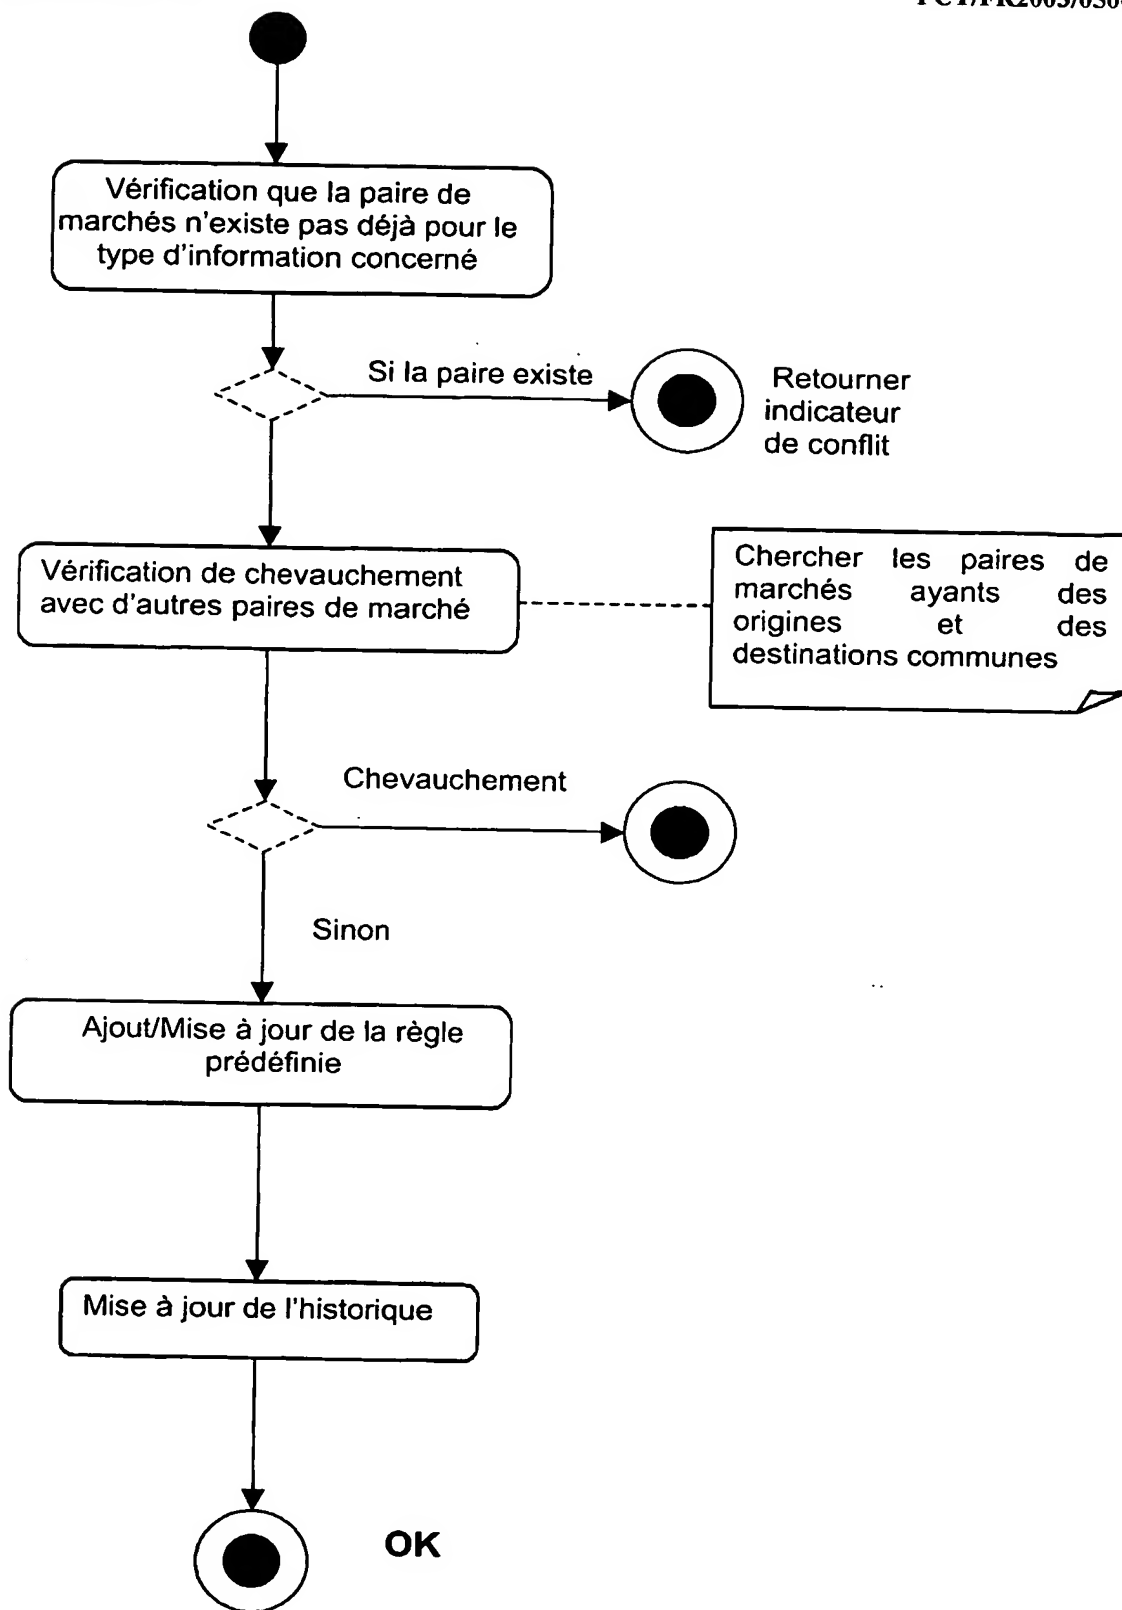 Vérification que la paire de
marchés n'existe pas déjà pour le
type d'information concerné
Si la paire existe
Retourner
indicateur
de conflit
Vérification de chevauchement
avec d'autres paires de marché
Chercher les paires de
marchés ayants des
origines et des
destinations communes
Chevauchement
Sinon
Ajout/Mise à jour de la règle
prédéfinie
Mise à jour de l'historique
OK